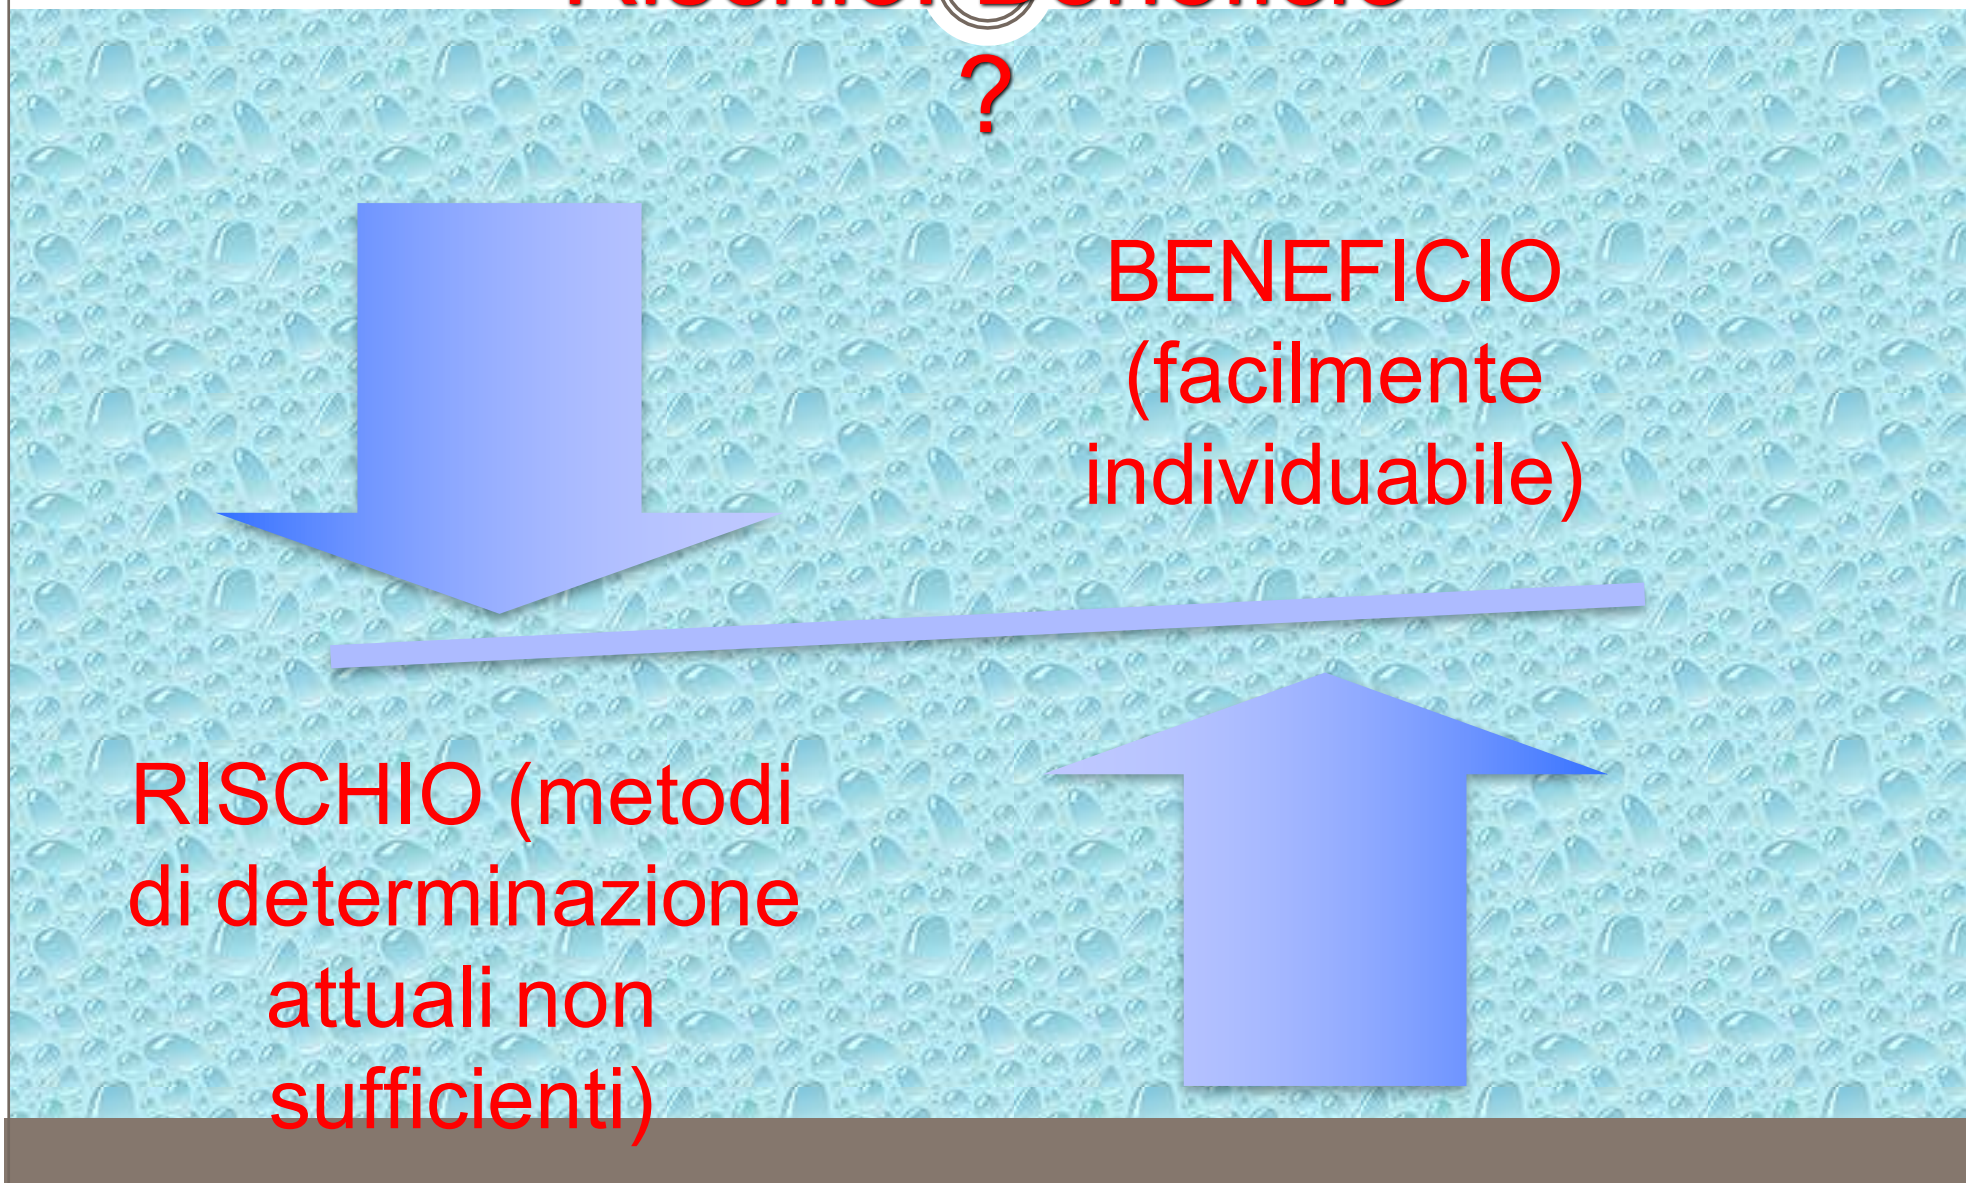 ?
BENEFICIO
(facilmente
individuabile)
RISCHIO (metodi
di determinazione
attuali non
sufficienti)